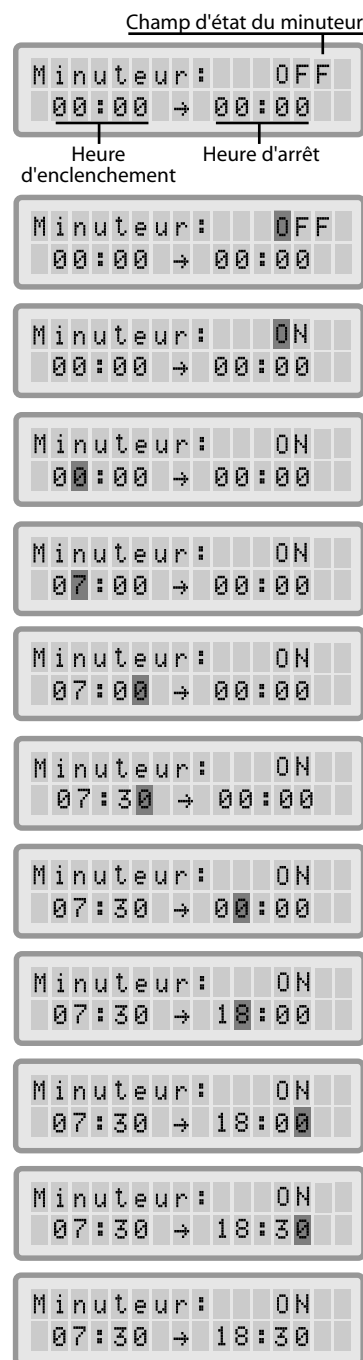 Champ d'état du minuteur
Minuteur: OFF
00:00 → 00:00
Heure d'enclenchement
Heure d'arrêt
Minuteur: OFF
00:00 → 00:00
Minuteur: ON
00:00 → 00:00
Minuteur: ON
00:00 → 00:00
Minuteur: ON
07:00 → 00:00
Minuteur: ON
07:00 → 00:00
Minuteur: ON
07:30 → 00:00
Minuteur: ON
07:30 → 00:00
Minuteur: ON
07:30 → 18:00
Minuteur: ON
07:30 → 18:00
Minuteur: ON
07:30 → 18:30
Minuteur: ON
07:30 → 18:30